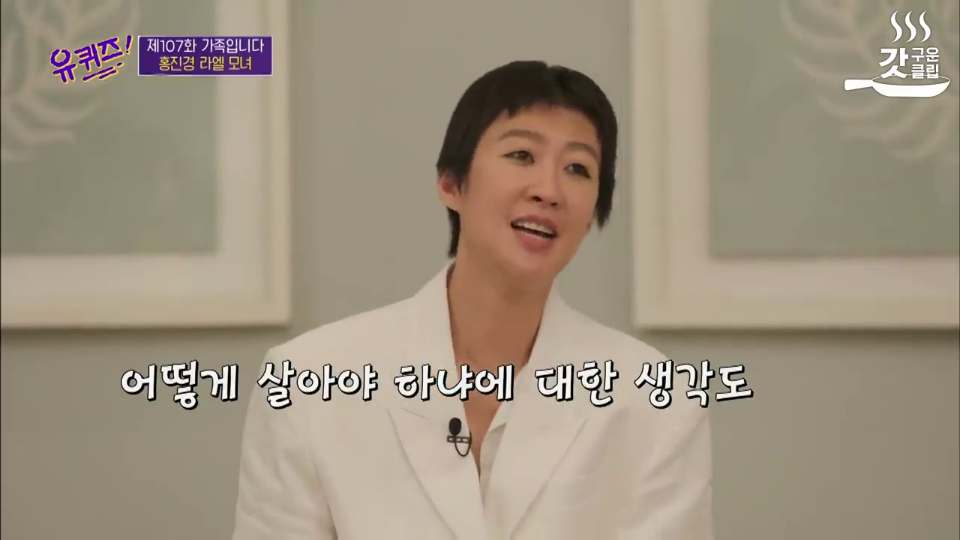 유퀴즈!
제107화 가족입니다
홍진경 라엘 모녀
갓구운
클립
어떻게 살아야 하냐에 대한 생각도